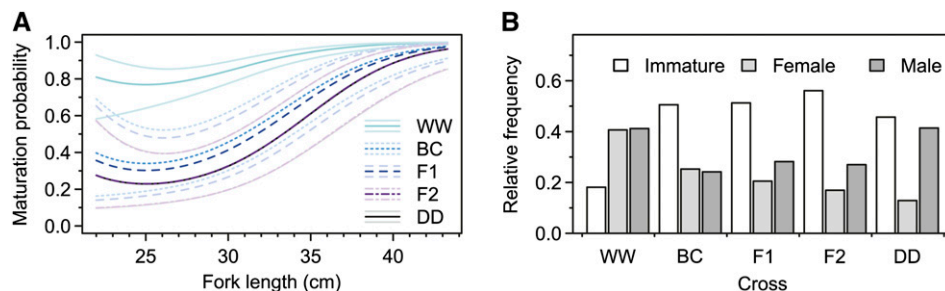 A
Maturation probability
1.0
0.8
0.6
0.4
0.2
0.0
WW
BC
F1
F2
DD
25 30 35 40
Fork length (cm)
B
Relative frequency
0.6
0.4
0.2
0.0
Immature Female Male
WW BC F1 F2 DD
Cross